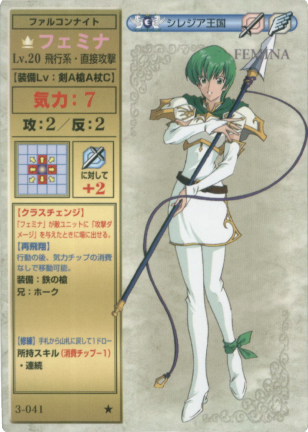 ファルコンナイト
フェミナ
Lv.20 飛行系・直接攻撃
【装備Lv:剣A槍A杖C】
気力:7
攻:2/反:2
に対して
+2
【クラスチェンジ】
「フェミナ」が敵ユニットに「攻撃ダ
メージ」を与えたときに場に出せる。
【再飛翔】
行動の後、気力チップの消費
なしで移動可能。
装備:鉄の槍
兄:ホーク
【修練】手札から山札に戻して1ドロー
所持スキル(消費チップ-1)
・連続
3-041
★
シレジア王国
FEMINA